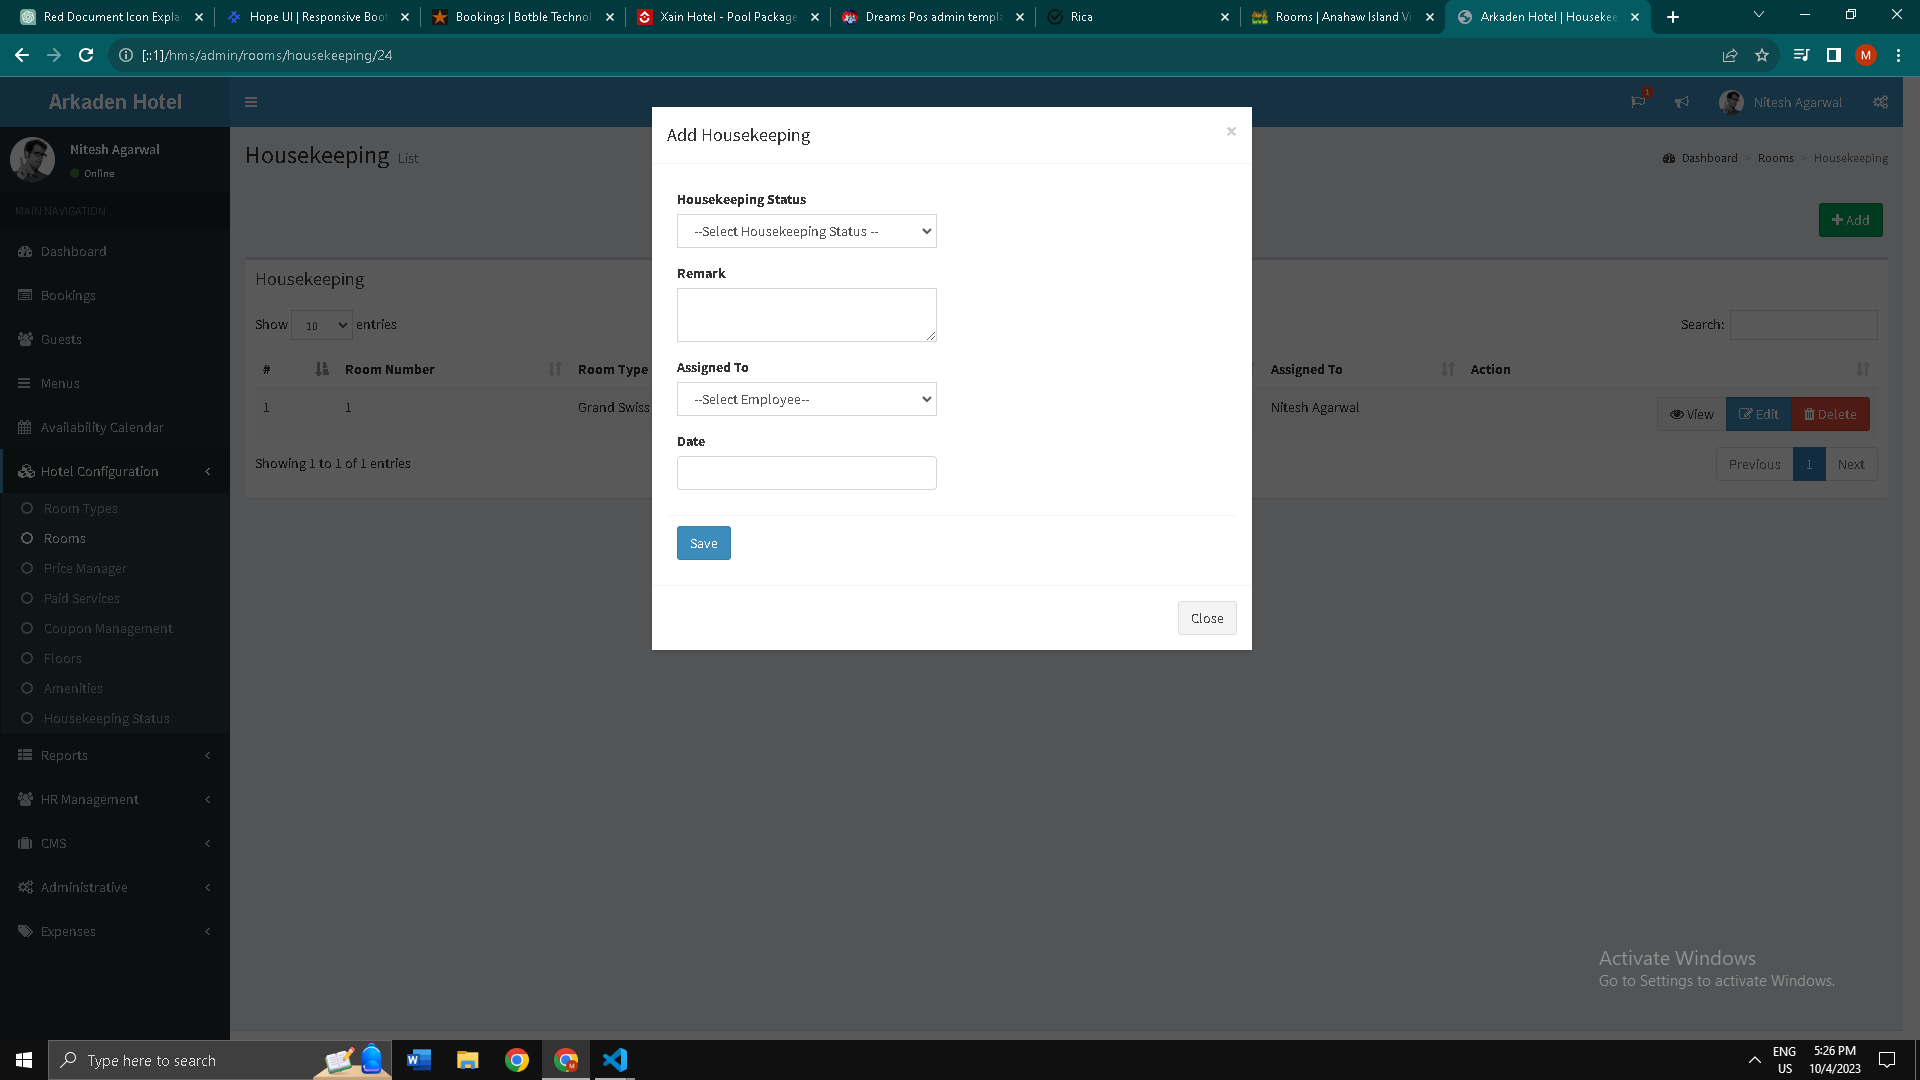 Red Document Icon Expla
Hope UI | Responsive Boot
Bookings | Botble Technol
Xain Hotel - Pool Package
Dreams Pos admin templa
Rica
Rooms | Anahaw Island Vi
Arkaden Hotel | Housekee
[::1]/hms/admin/rooms/housekeeping/24
M
Arkaden Hotel
1
Nitesh Agarwal
Nitesh Agarwal
Online
MAIN NAVIGATION
Dashboard
Bookings
Guests
Menus
Availability Calendar
Hotel Configuration
Room Types
Rooms
Price Manager
Paid Services
Coupon Management
Floors
Amenities
Housekeeping Status
Reports
HR Management
CMS
Administrative
Expenses
Housekeeping List
Dashboard > Rooms > Housekeeping
Add
Housekeeping
Show 10 entries
Search:
# Room Number Room Type Assigned To Action
1 1 Grand Swiss Nitesh Agarwal View Edit Delete
Showing 1 to 1 of 1 entries
Previous 1 Next
Add Housekeeping
×
Housekeeping Status
--Select Housekeeping Status --
Remark
Assigned To
--Select Employee--
Date
Save
Close
Activate Windows
Go to Settings to activate Windows.
Type here to search
ENG
US
5:26 PM
10/4/2023